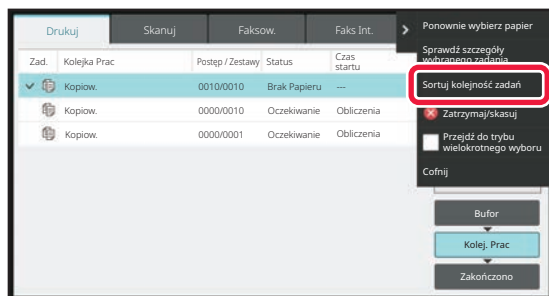 Drukuj Skanuj Faksow. Faks Int.
Zad. Kolejka Prac Postęp / Zestawy Status Czas startu
Kopiow. 0010/0010 Brak Papieru ---
Kopiow. 0000/0010 Oczekiwanie Obliczenia
Kopiow. 0000/0001 Oczekiwanie Obliczenia
Ponownie wybierz papier
Sprawdź szczegóły
wybranego zadania
Sortuj kolejność zadań
Zatrzymaj/skasuj
Przejdź do trybu
wielokrotnego wyboru
Cofnij
Bufor
Kolej. Prac
Zakończono